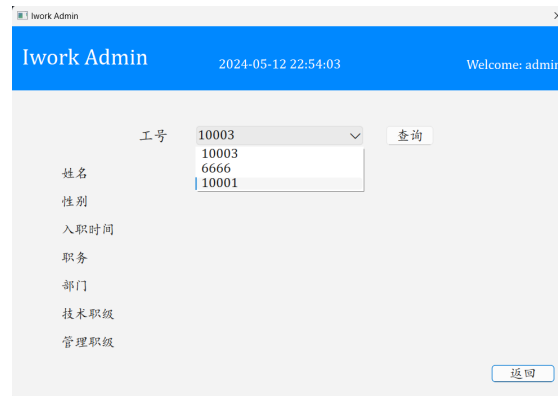 Iwork Admin
Iwork Admin
2024-05-12 22:54:03
Welcome: admin
工号
10003
查询
10003
6666
10001
姓名
性别
入职时间
职务
部门
技术职级
管理职级
返回